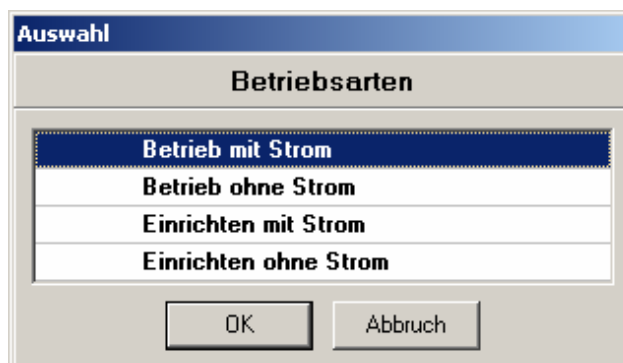 Auswahl
Betriebsarten
Betrieb mit Strom
Betrieb ohne Strom
Einrichten mit Strom
Einrichten ohne Strom
OK Abbruch